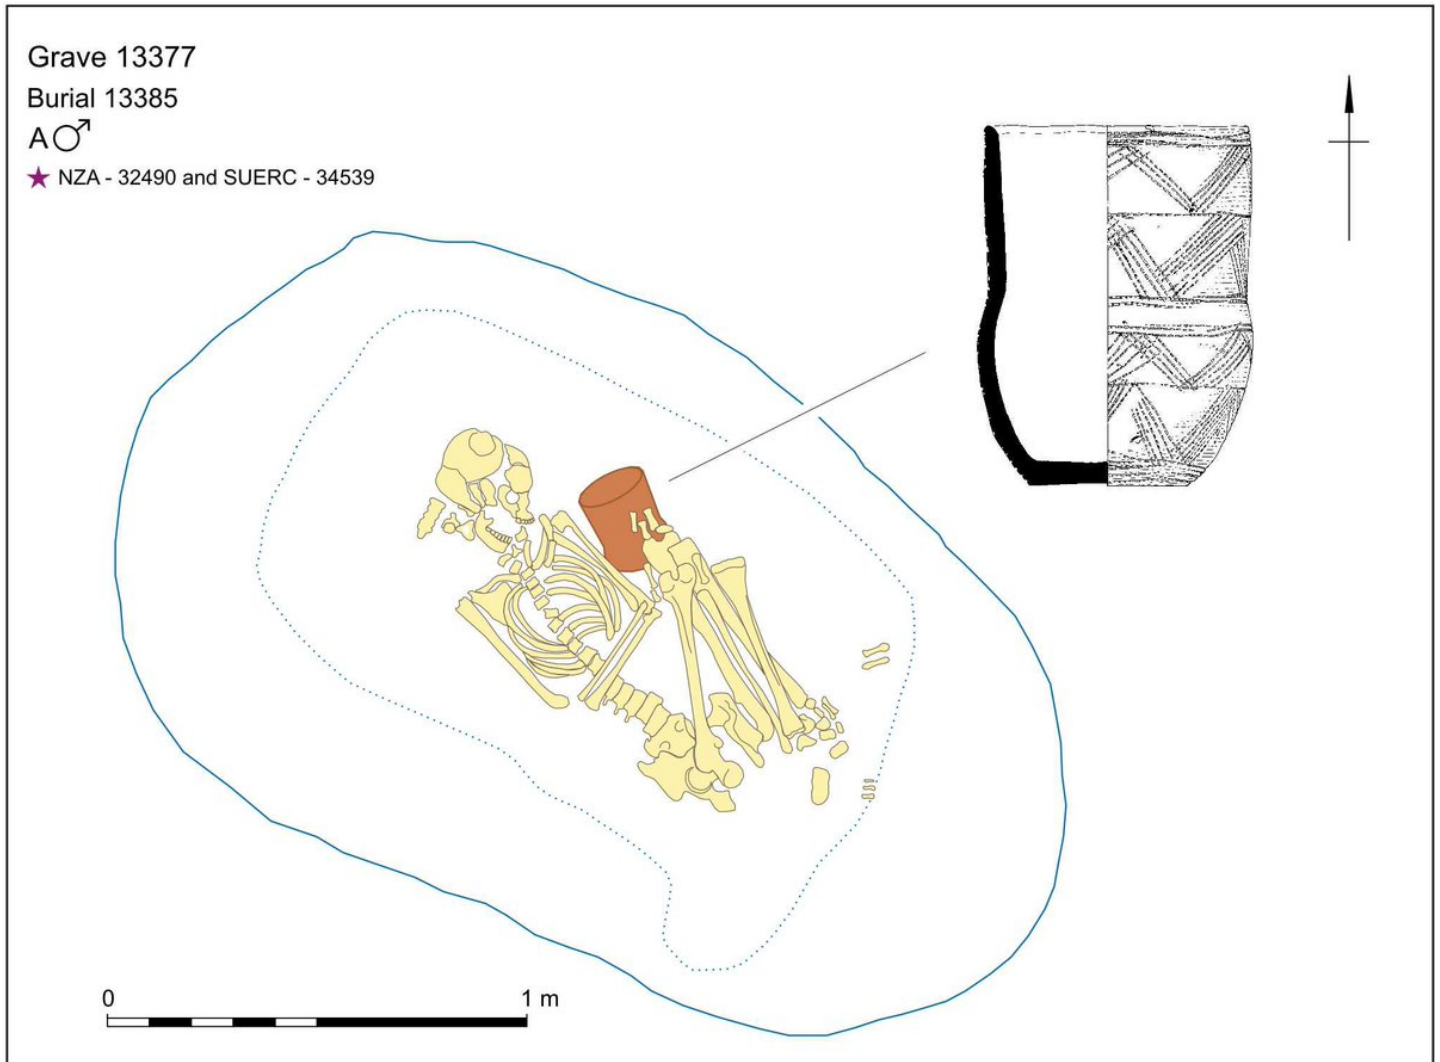 Grave 13377
Burial 13385
A♂
★ NZA - 32490 and SUERC - 34539
0 1 m